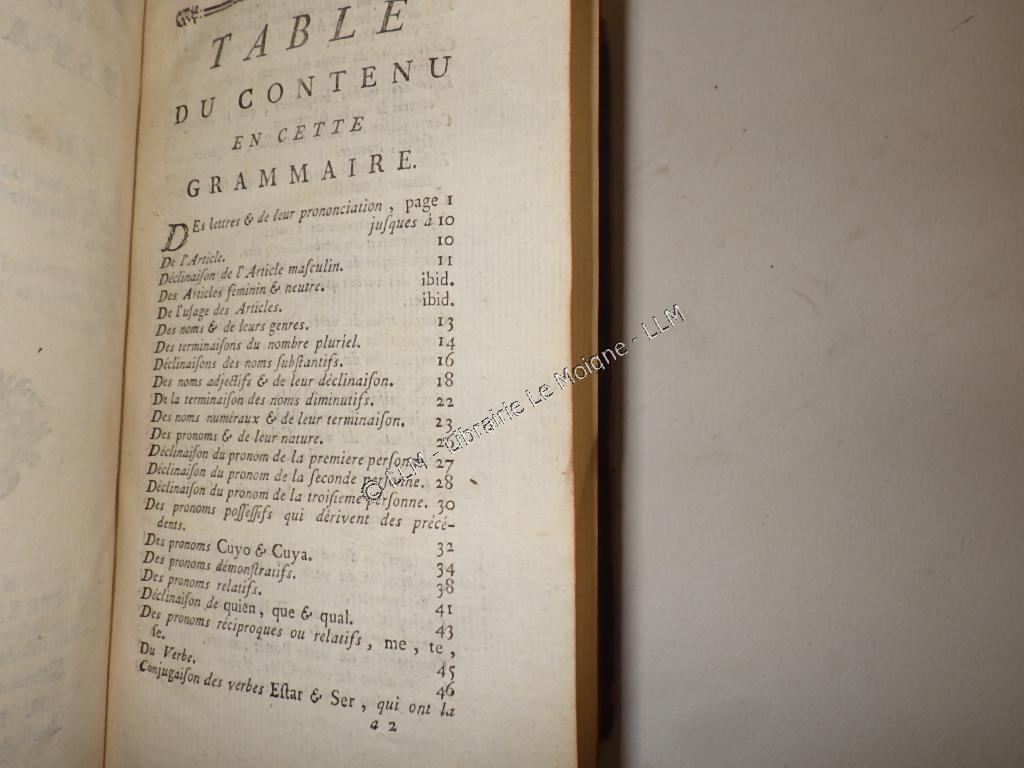 TABLE
DU CONTENU
EN CETTE
GRAMMAIRE.
DEs lettres & de leur prononciation, page 1
jusques à 10
De l'Article. 10
Déclinaison de l'Article masculin. 11
Des Articles féminin & neutre. ibid.
De l'usage des Articles. ibid.
Des noms & de leurs genres. 13
Des terminaisons du nombre pluriel. 14
Déclinaisons des noms substantifs. 16
Des noms adjectifs & de leur déclinaison. 18
De la terminaison des noms diminutifs. 22
Des noms numéraux & de leur terminaison. 23
Des pronoms & de leur nature.
Déclinaison du pronom de la premiere personne. 27
Déclinaison du pronom de la seconde personne. 28
Déclinaison du pronom de la troisieme personne. 30
Des pronoms possessifs qui dérivent des précé-
dents. 32
Des pronoms Cuyo & Cuya. 34
Des pronoms démonstratifs. 38
Des pronoms relatifs. 41
Déclinaison de quien, que & qual. 43
Des pronoms réciproques ou relatifs, me, te,
se. 45
Du Verbe. 46
Conjugaison des verbes Estar & Ser, qui ont la
a 2
© LLM - Librairie Le Moigne - LLM